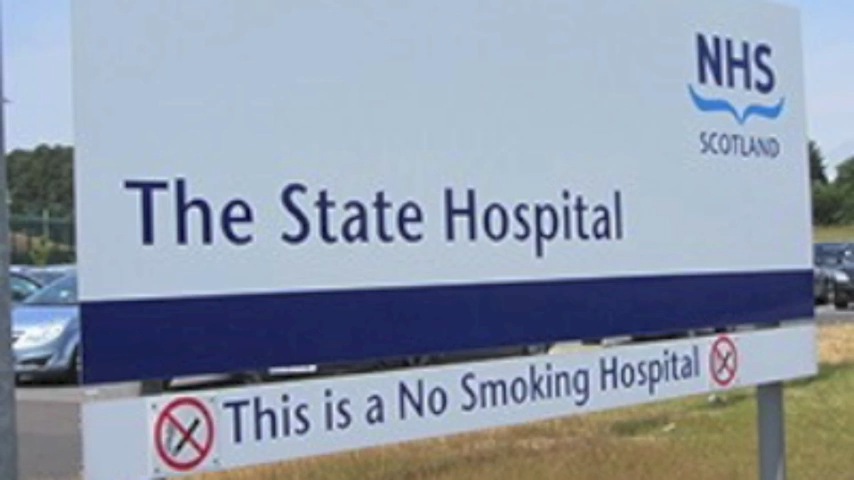 NHS
SCOTLAND
The State Hospital
This is a No Smoking Hospital